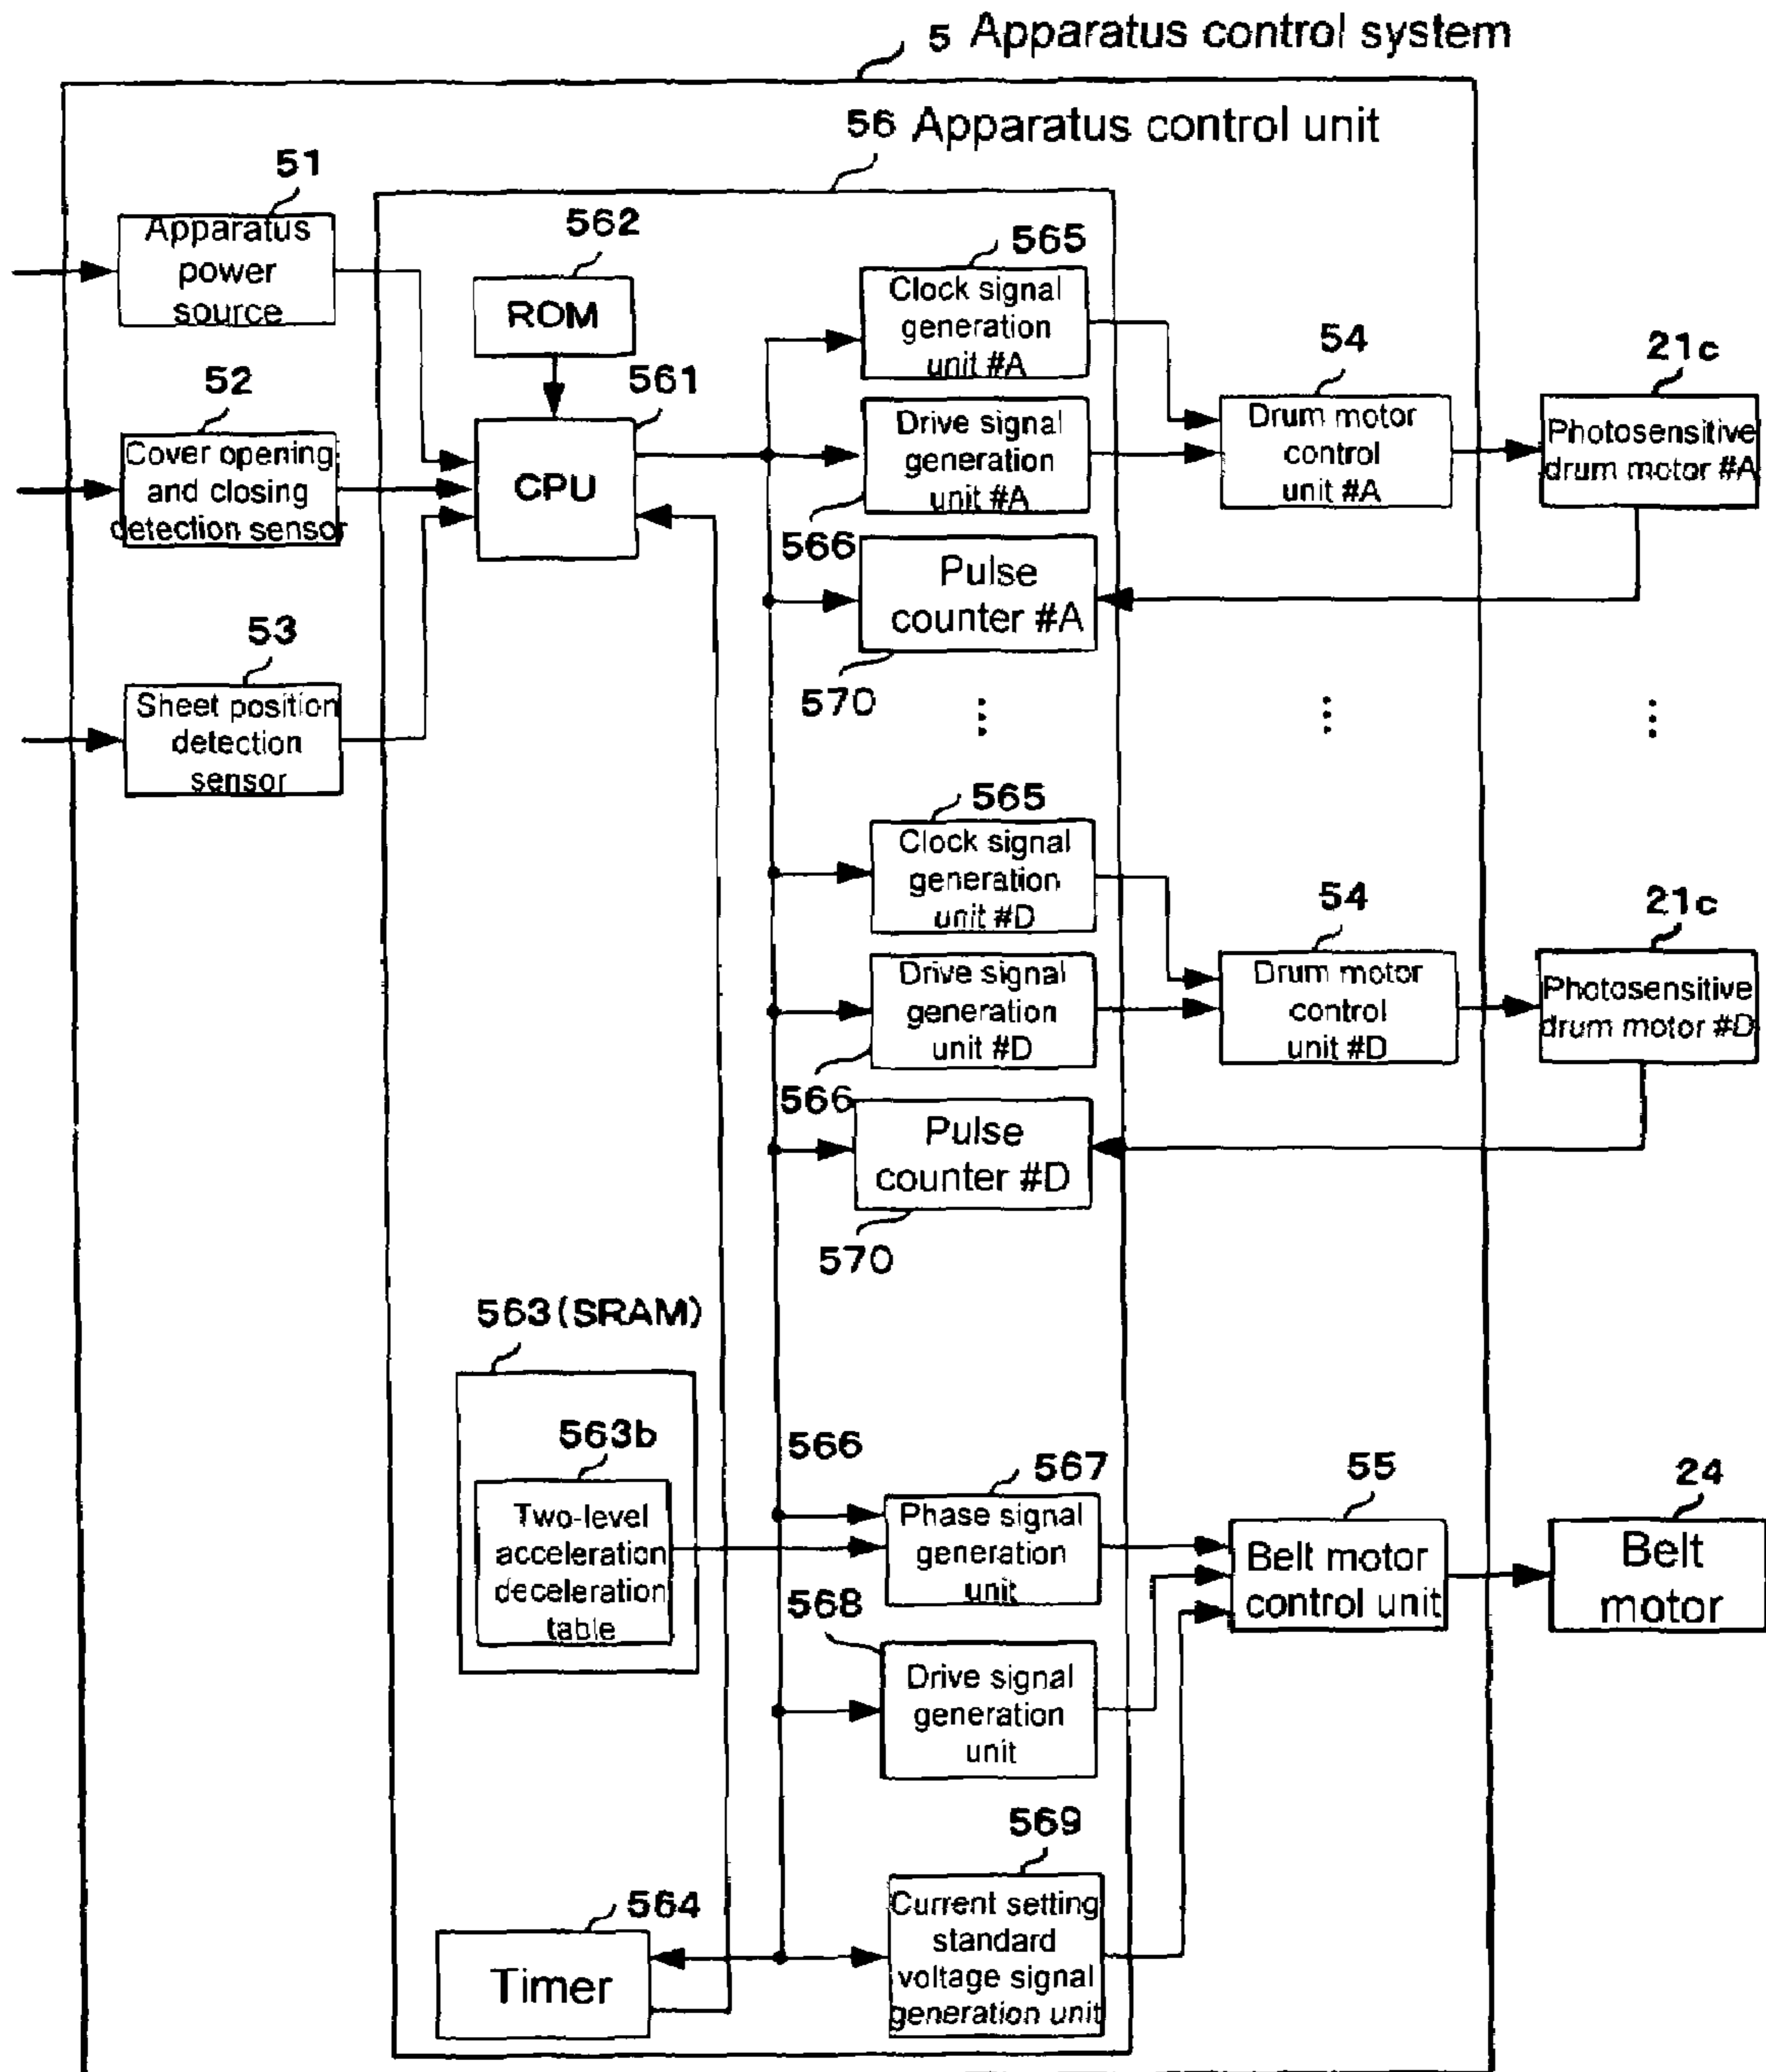 5 Apparatus control system
56 Apparatus control unit
51
Apparatus
power
source
562
ROM
565
Clock signal
generation
unit #A
52
Cover opening
and closing
detection sensor
561
CPU
Drive signal
generation
unit #A
566
54
Drum motor
control
unit #A
21c
Photosensitive
drum motor #A
Pulse
counter #A
570
53
Sheet position
detection
sensor
565
Clock signal
generation
unit #D
Drive signal
generation
unit #D
566
54
Drum motor
control
unit #D
21c
Photosensitive
drum motor #D
Pulse
counter #D
570
563(SRAM)
563b
Two-level
acceleration
deceleration
table
566
567
Phase signal
generation
unit
55
Belt motor
control unit
24
Belt
motor
568
Drive signal
generation
unit
569
Current setting
standard
voltage signal
generation unit
564
Timer